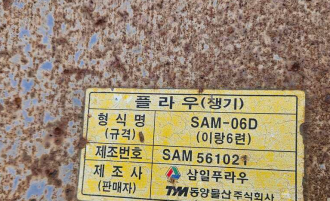 플라우(쟁기)
형식명 SAM-06D
(규격) (이랑6련)
제조번호 SAM 561021
제조사 삼일푸라우
(판매자) TYM 동양물산주식회사